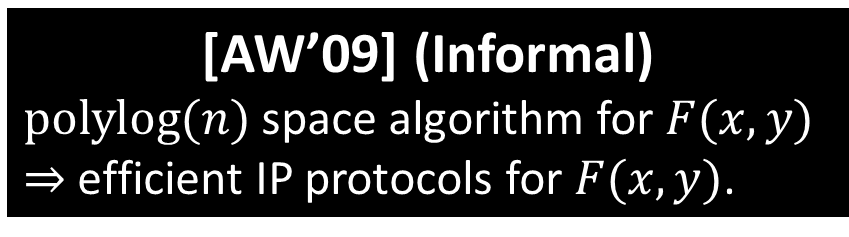 [AW’09] (Informal)
polylog(n) space algorithm for F(x, y)
⇒ efficient IP protocols for F(x, y).